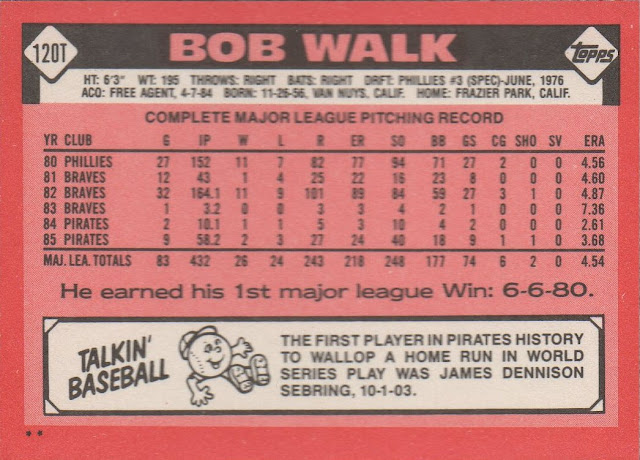 120T
BOB WALK
Topps
HT: 6'3" WT: 195 THROWS: RIGHT BATS: RIGHT DRFT: PHILLIES #3 (SPEC)-JUNE, 1976
ACQ: FREE AGENT, 4-7-84 BORN: 11-26-56, VAN NUYS, CALIF. HOME: FRAZIER PARK, CALIF.
COMPLETE MAJOR LEAGUE PITCHING RECORD
YR CLUB G IP W L R ER SO BB GS CG SHO SV ERA
80 PHILLIES 27 152 11 7 82 77 94 71 27 2 0 0 4.56
81 BRAVES 12 43 1 4 25 22 16 23 8 0 0 0 4.60
82 BRAVES 32 164.1 11 9 101 89 84 59 27 3 1 0 4.87
83 BRAVES 1 3.2 0 0 3 3 4 2 1 0 0 0 7.36
84 PIRATES 2 10.1 1 1 5 3 10 4 2 0 0 0 2.61
85 PIRATES 9 58.2 2 3 27 24 40 18 9 1 1 0 3.68
MAJ. LEA. TOTALS 83 432 26 24 243 218 248 177 74 6 2 0 4.54
He earned his 1st major league Win: 6-6-80.
TALKIN'
BASEBALL
THE FIRST PLAYER IN PIRATES HISTORY
TO WALLOP A HOME RUN IN WORLD
SERIES PLAY WAS JAMES DENNISON
SEBRING, 10-1-03.
**